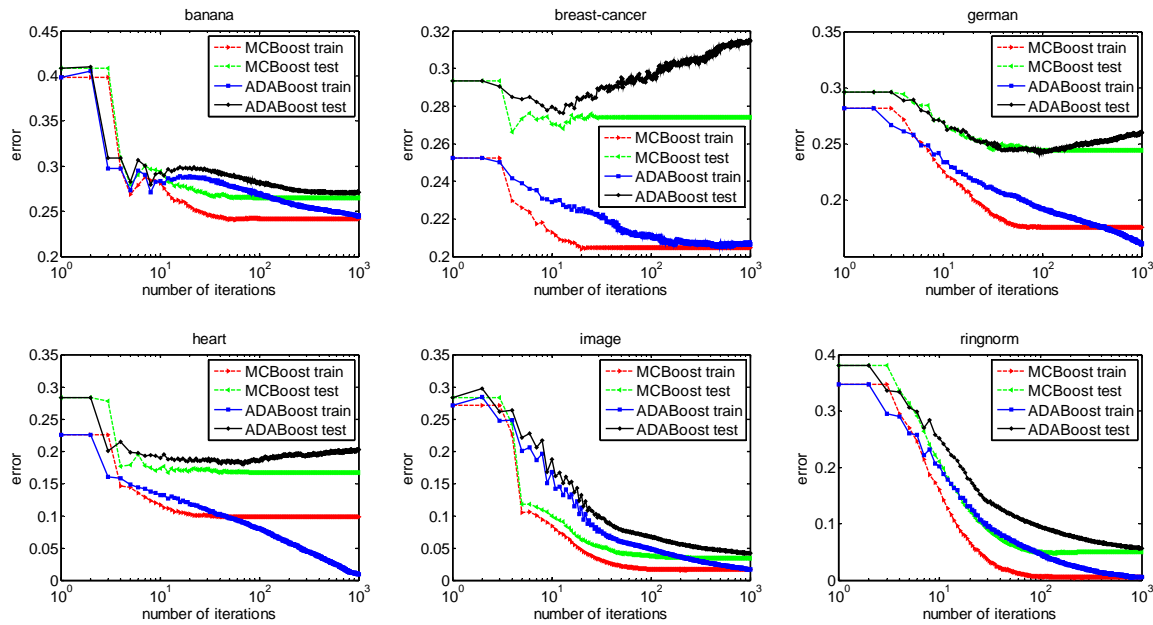 banana
0.45
0.4
0.35
0.3
0.25
0.2
error
MCBoost train
MCBoost test
ADABoost train
ADABoost test
10^0
10^1
10^2
10^3
number of iterations
breast-cancer
0.32
0.3
0.28
0.26
0.24
0.22
0.2
error
MCBoost train
MCBoost test
ADABoost train
ADABoost test
10^0
10^1
10^2
10^3
number of iterations
german
0.35
0.3
0.25
0.2
error
MCBoost train
MCBoost test
ADABoost train
ADABoost test
10^0
10^1
10^2
10^3
number of iterations
heart
0.35
0.3
0.25
0.2
0.15
0.1
0.05
0
error
MCBoost train
MCBoost test
ADABoost train
ADABoost test
10^0
10^1
10^2
10^3
number of iterations
image
0.35
0.3
0.25
0.2
0.15
0.1
0.05
0
error
MCBoost train
MCBoost test
ADABoost train
ADABoost test
10^0
10^1
10^2
10^3
number of iterations
ringnorm
0.4
0.3
0.2
0.1
0
error
MCBoost train
MCBoost test
ADABoost train
ADABoost test
10^0
10^1
10^2
10^3
number of iterations